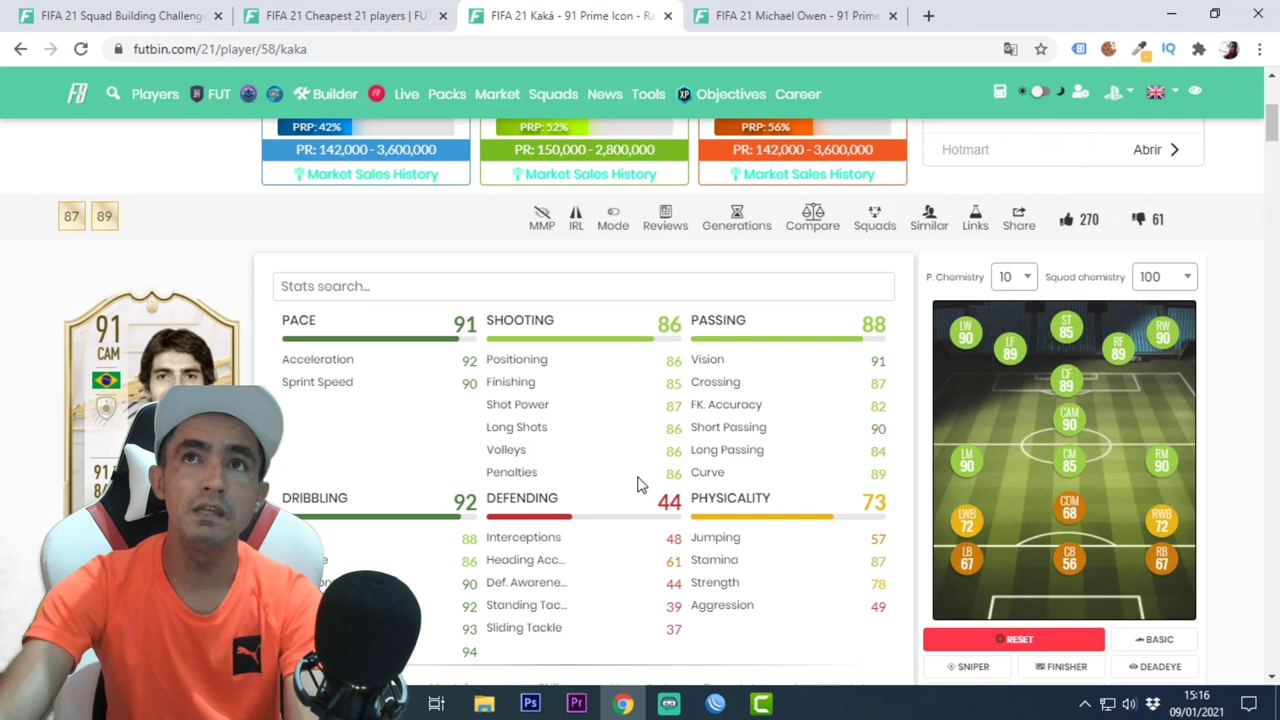 FIFA 21 Squad Building Challeng
FIFA 21 Cheapest 21 players | FU
FIFA 21 Kaká - 91 Prime Icon - Ra
FIFA 21 Michael Owen - 91 Prime
futbin.com/21/player/58/kaka
Players FUT Builder Live Packs Market Squads News Tools XP Objectives Career
PRP: 42% PRP: 52% PRP: 56%
PR: 142,000 - 3,600,000 PR: 150,000 - 2,800,000 PR: 142,000 - 3,600,000
Market Sales History Market Sales History Market Sales History
Hotmart Abrir
87 89
MMP IRL Mode Reviews Generations Compare Squads Similar Links Share 270 61
Stats search...
P. Chemistry 10 Squad chemistry 100
91
CAM
PACE 91
Acceleration 92
Sprint Speed 90
SHOOTING 86
Positioning 86
Finishing 85
Shot Power 87
Long Shots 86
Volleys 86
Penalties 86
PASSING 88
Vision 91
Crossing 87
FK. Accuracy 82
Short Passing 90
Long Passing 84
Curve 89
DRIBBLING 92
88
86
90
92
93
94
DEFENDING 44
Interceptions 48
Heading Acc... 61
Def. Awarene... 44
Standing Tac... 39
Sliding Tackle 37
PHYSICALITY 73
Jumping 57
Stamina 87
Strength 78
Aggression 49
LW 90
LF 89
ST 85
RF 89
RW 90
CF 89
CAM 90
LM 90
CM 85
RM 90
LWB 72
CDM 68
RWB 72
LB 67
CB 56
RB 67
RESET BASIC
SNIPER FINISHER DEADEYE
Ps Pr
15:16
09/01/2021